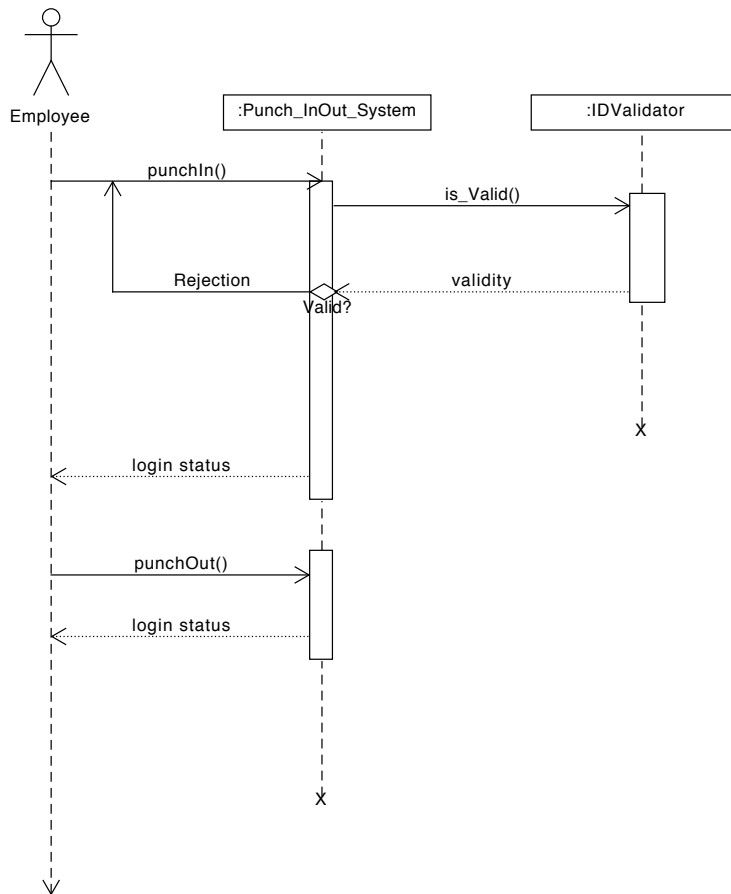 Employee
:Punch_InOut_System
:IDValidator
punchIn()
is_Valid()
Rejection
validity
Valid?
X
login status
punchOut()
login status
X